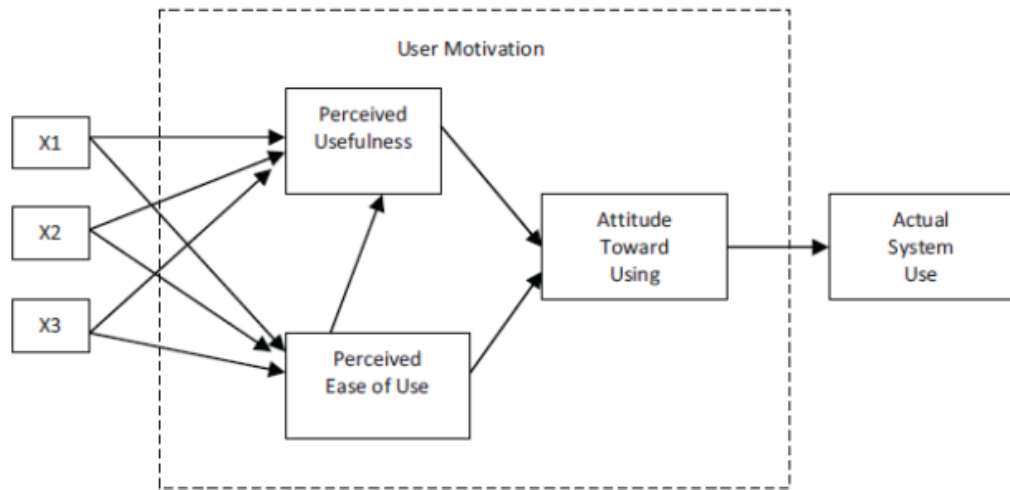 User Motivation
X1
X2
X3
Perceived
Usefulness
Perceived
Ease of Use
Attitude
Toward
Using
Actual
System
Use